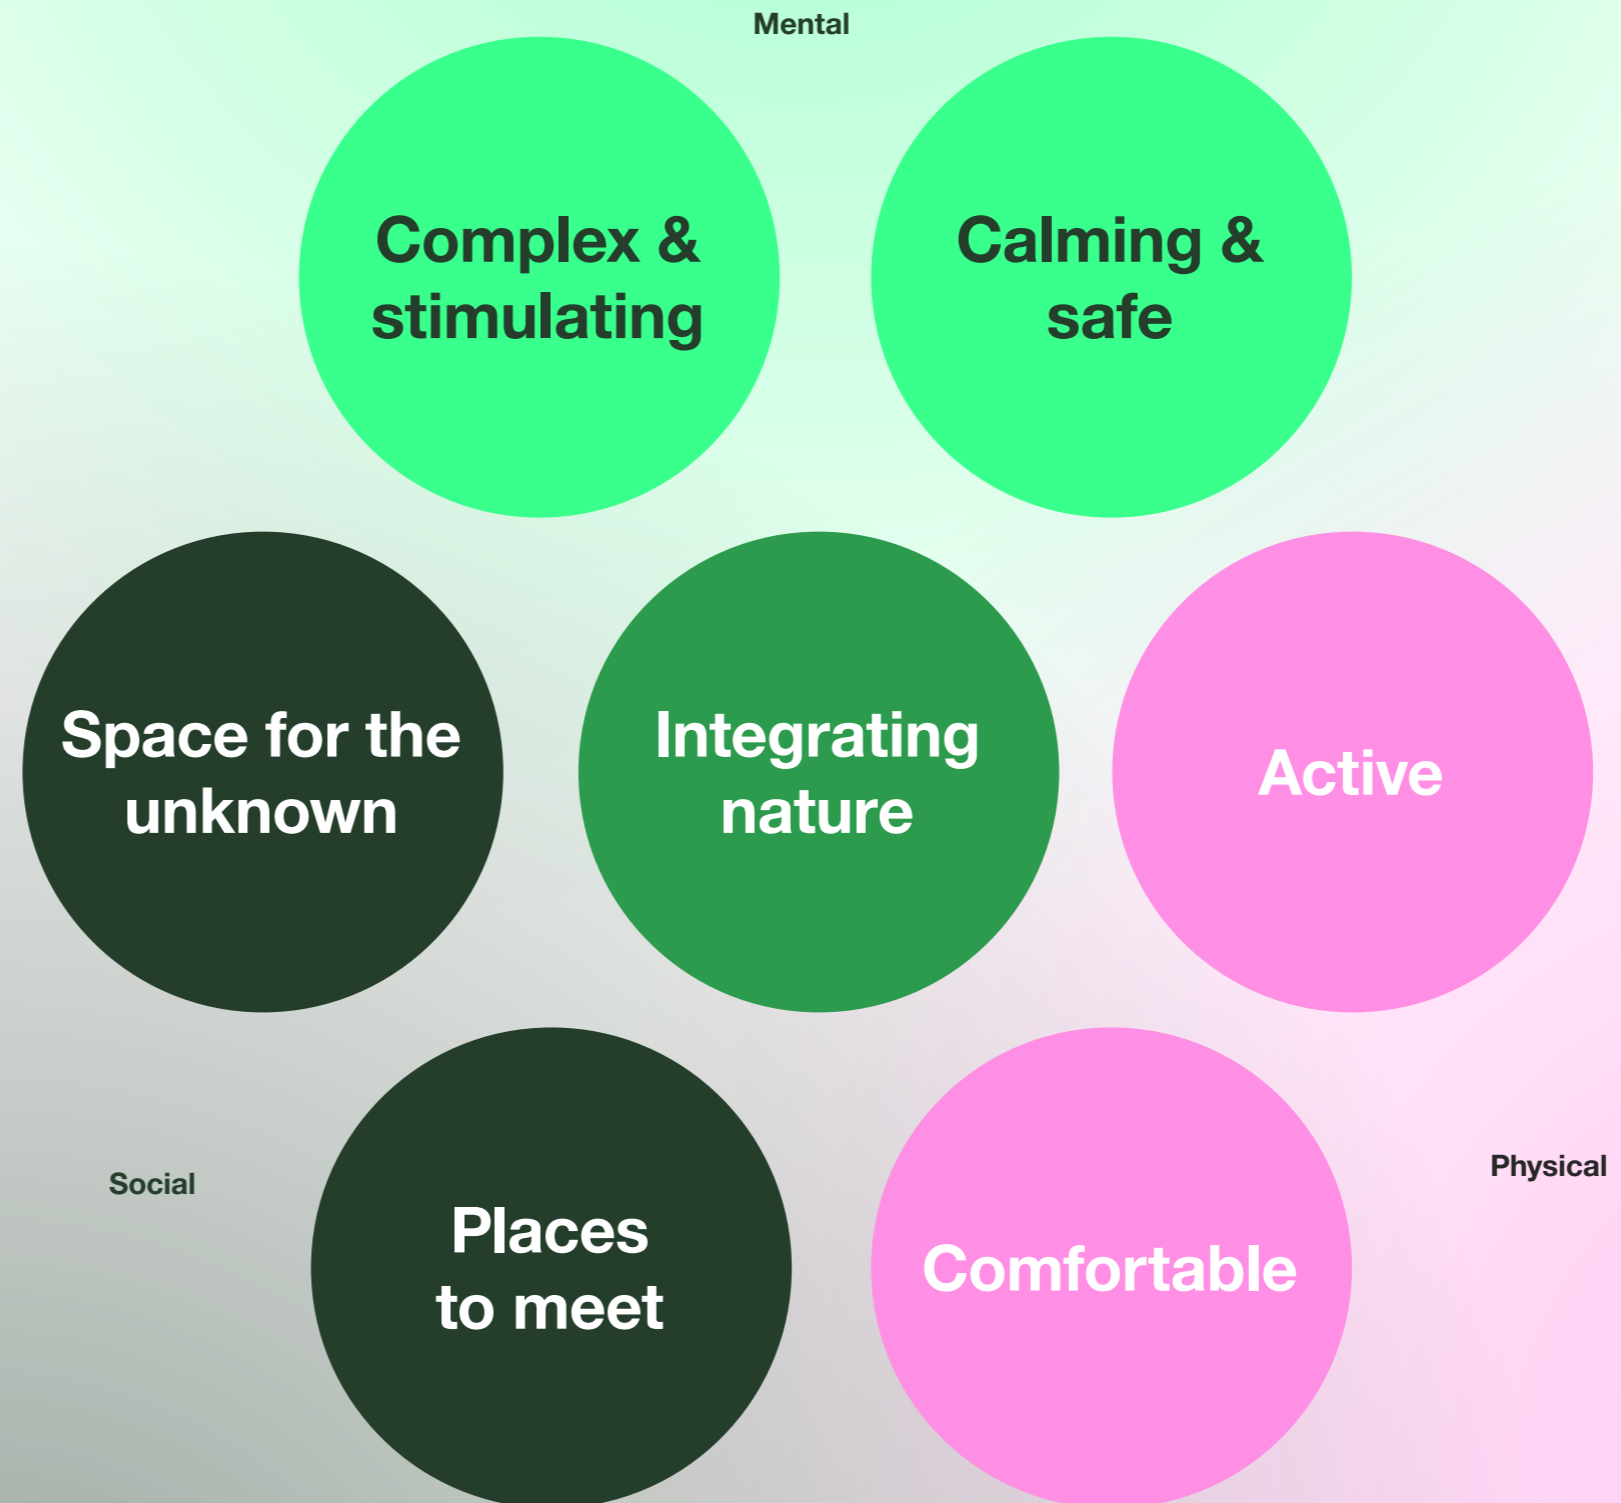 Mental
Complex &
stimulating
Calming &
safe
Space for the
unknown
Integrating
nature
Active
Social
Places
to meet
Comfortable
Physical